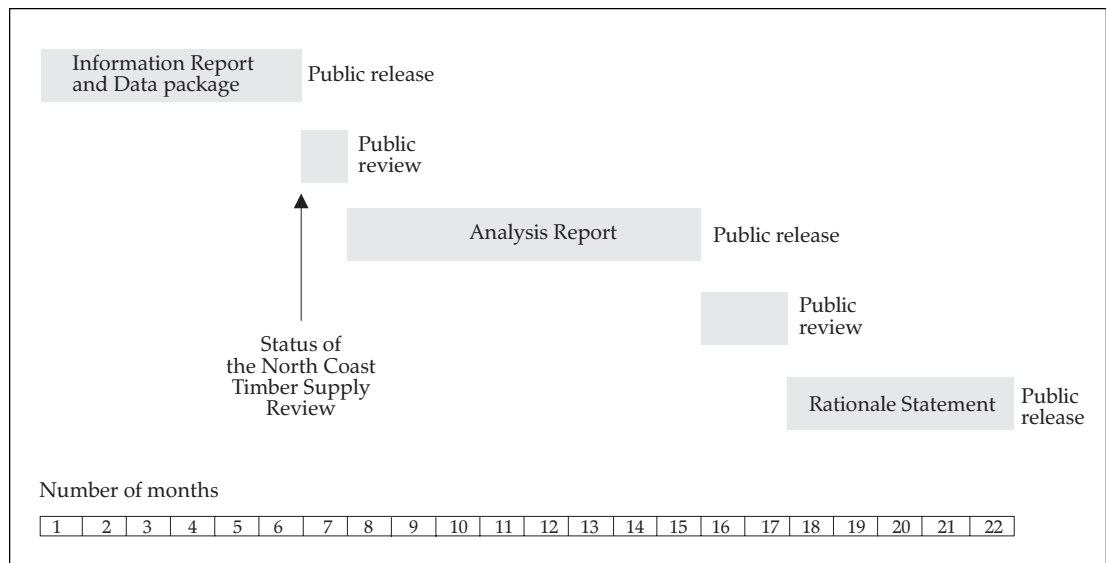 Information Report
and Data package
Public release
Public
review
Analysis Report
Public release
Public
review
Status of
the North Coast
Timber Supply
Review
Rationale Statement
Public
release
Number of months
1 2 3 4 5 6 7 8 9 10 11 12 13 14 15 16 17 18 19 20 21 22